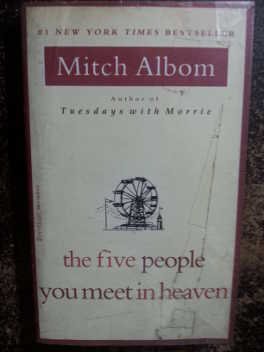 #1 NEW YORK TIMES BESTSELLER
Mitch Albom
Author of
Tuesdays with Morrie
the five people
you meet in heaven